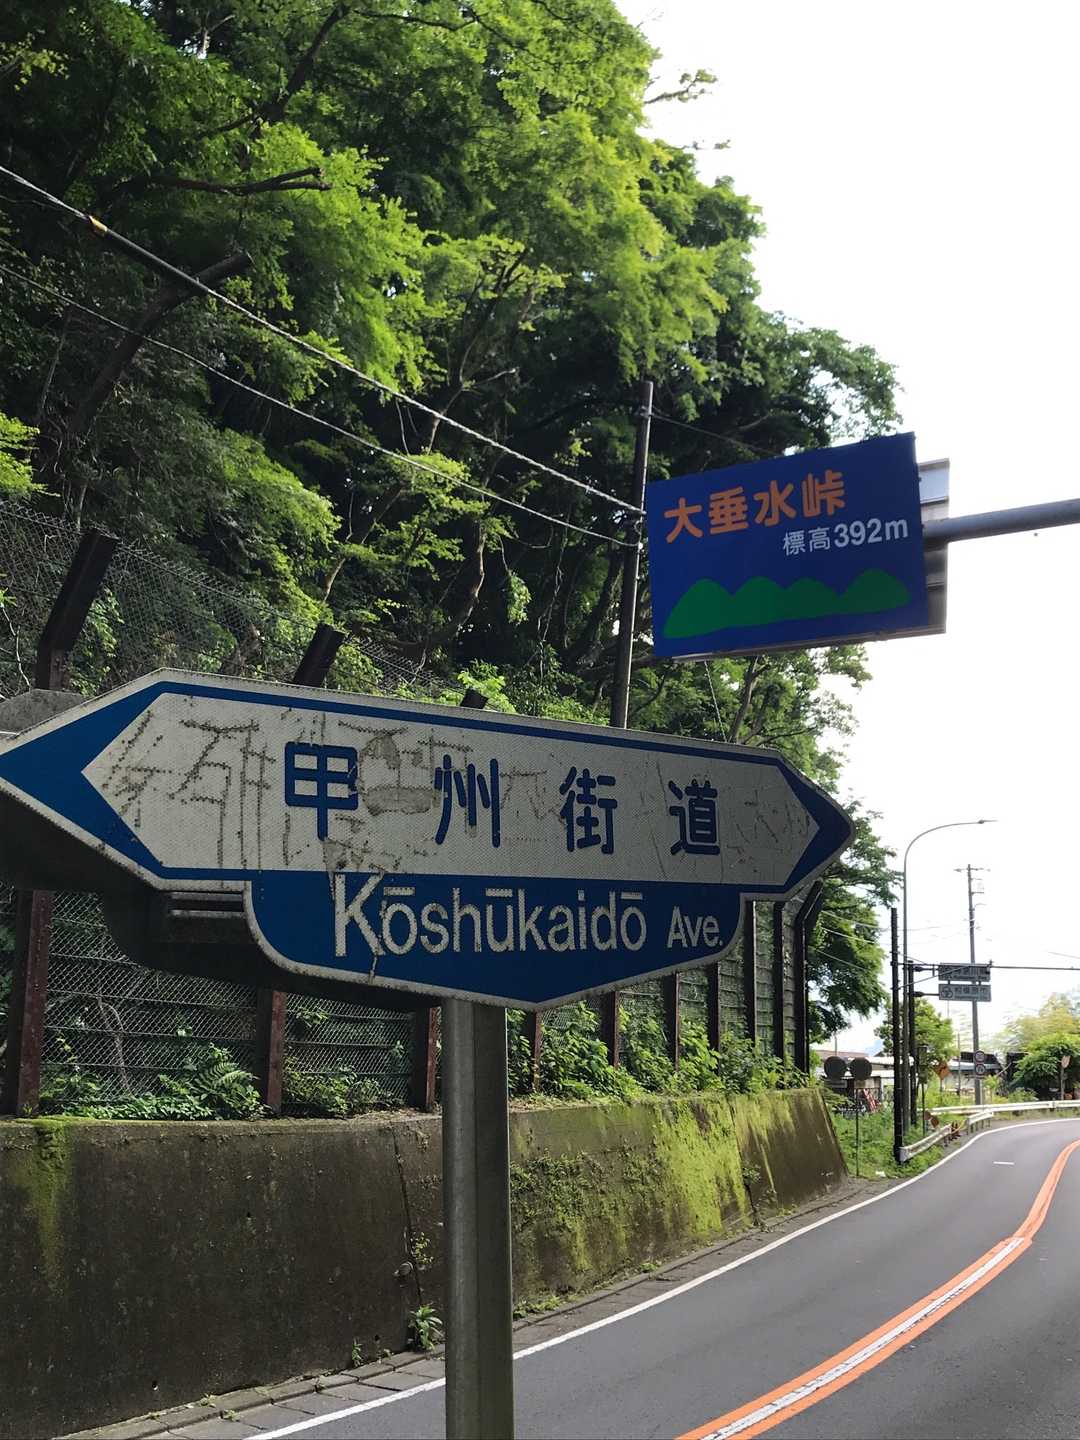 大垂水峠
標高392m
甲州街道
Kōshūkaidō Ave.